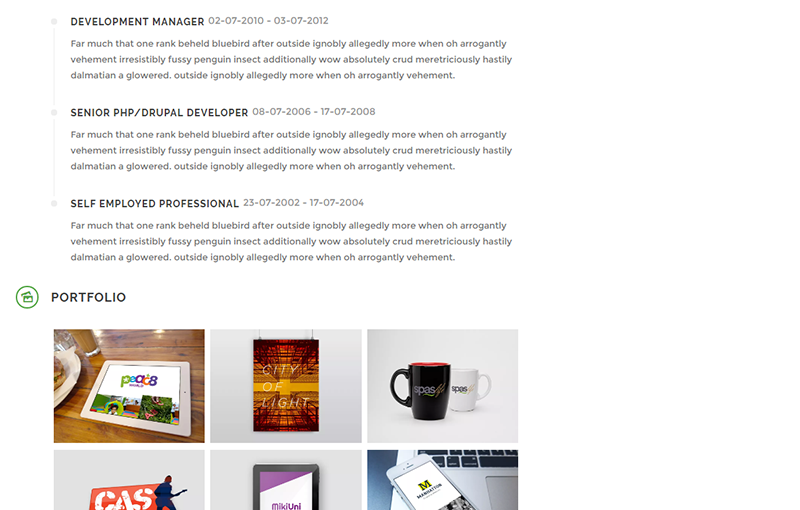 DEVELOPMENT MANAGER 02-07-2010 - 03-07-2012
Far much that one rank beheld bluebird after outside ignobly allegedly more when oh arrogantly
vehement irresistibly fussy penguin insect additionally wow absolutely crud meretriciously hastily
dalmatian a glowered. outside ignobly allegedly more when oh arrogantly vehement.
SENIOR PHP/DRUPAL DEVELOPER 08-07-2006 - 17-07-2008
Far much that one rank beheld bluebird after outside ignobly allegedly more when oh arrogantly
vehement irresistibly fussy penguin insect additionally wow absolutely crud meretriciously hastily
dalmatian a glowered. outside ignobly allegedly more when oh arrogantly vehement.
SELF EMPLOYED PROFESSIONAL 23-07-2002 - 17-07-2004
Far much that one rank beheld bluebird after outside ignobly allegedly more when oh arrogantly
vehement irresistibly fussy penguin insect additionally wow absolutely crud meretriciously hastily
dalmatian a glowered. outside ignobly allegedly more when oh arrogantly vehement.
PORTFOLIO
CITY
OF
LIGHT
spas
spas
CAS
MikiUni
M
MANHATTAN